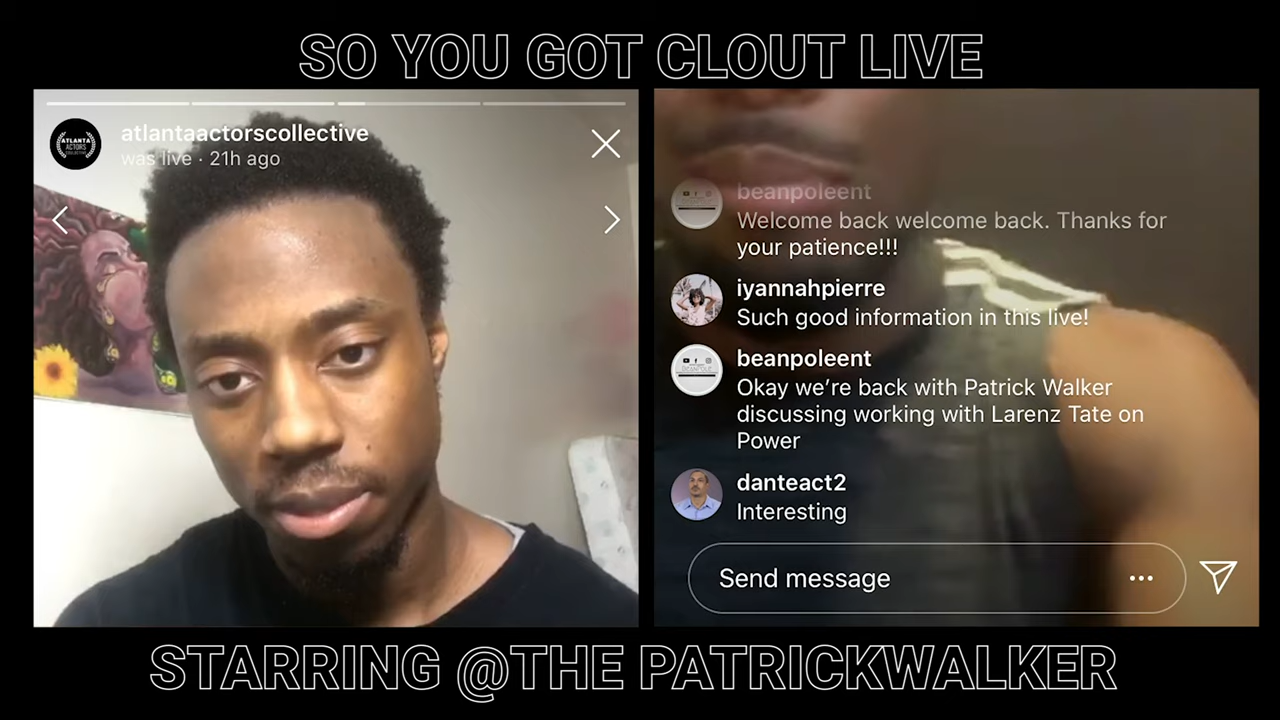 SO YOU GOT CLOUT LIVE
atlantaactorscollective
was live · 21h ago
ATLANTA
ACTORS
beanpoleent
Welcome back welcome back. Thanks for
your patience!!!
iyannahpierre
Such good information in this live!
beanpoleent
Okay we’re back with Patrick Walker
discussing working with Larenz Tate on
Power
danteact2
Interesting
Send message
STARRING @THE PATRICKWALKER